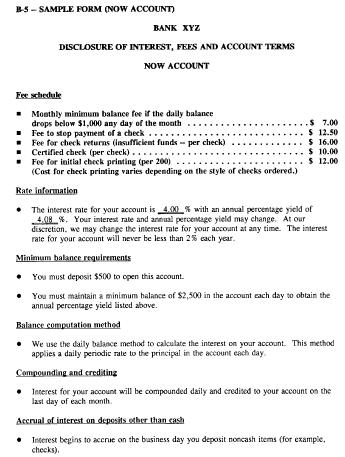 B-5 – SAMPLE FORM (NOW ACCOUNT)
BANK XYZ
DISCLOSURE OF INTEREST, FEES AND ACCOUNT TERMS
NOW ACCOUNT
Fee schedule
■ Monthly minimum balance fee if the daily balance
drops below $1,000 any day of the month . . . . . . . . . . . . . . . . . . . . $ 7.00
■ Fee to stop payment of a check . . . . . . . . . . . . . . . . . . . . . . . . . . $ 12.50
■ Fee for check returns (insufficient funds -- per check) . . . . . . . . . . . . $ 16.00
■ Certified check (per check) . . . . . . . . . . . . . . . . . . . . . . . . . . . . . $ 10.00
■ Fee for initial check printing (per 200) . . . . . . . . . . . . . . . . . . . . . $ 12.00
(Cost for check printing varies depending on the style of checks ordered.)
Rate information
● The interest rate for your account is 4.00 % with an annual percentage yield of
4.08 %. Your interest rate and annual percentage yield may change. At our
discretion, we may change the interest rate for your account at any time. The interest
rate for your account will never be less than 2% each year.
Minimum balance requirements
● You must deposit $500 to open this account.
● You must maintain a minimum balance of $2,500 in the account each day to obtain the
annual percentage yield listed above.
Balance computation method
● We use the daily balance method to calculate the interest on your account. This method
applies a daily periodic rate to the principal in the account each day.
Compounding and crediting
● Interest for your account will be compounded daily and credited to your account on the
last day of each month.
Accrual of interest on deposits other than cash
● Interest begins to accrue on the business day you deposit noncash items (for example,
checks).